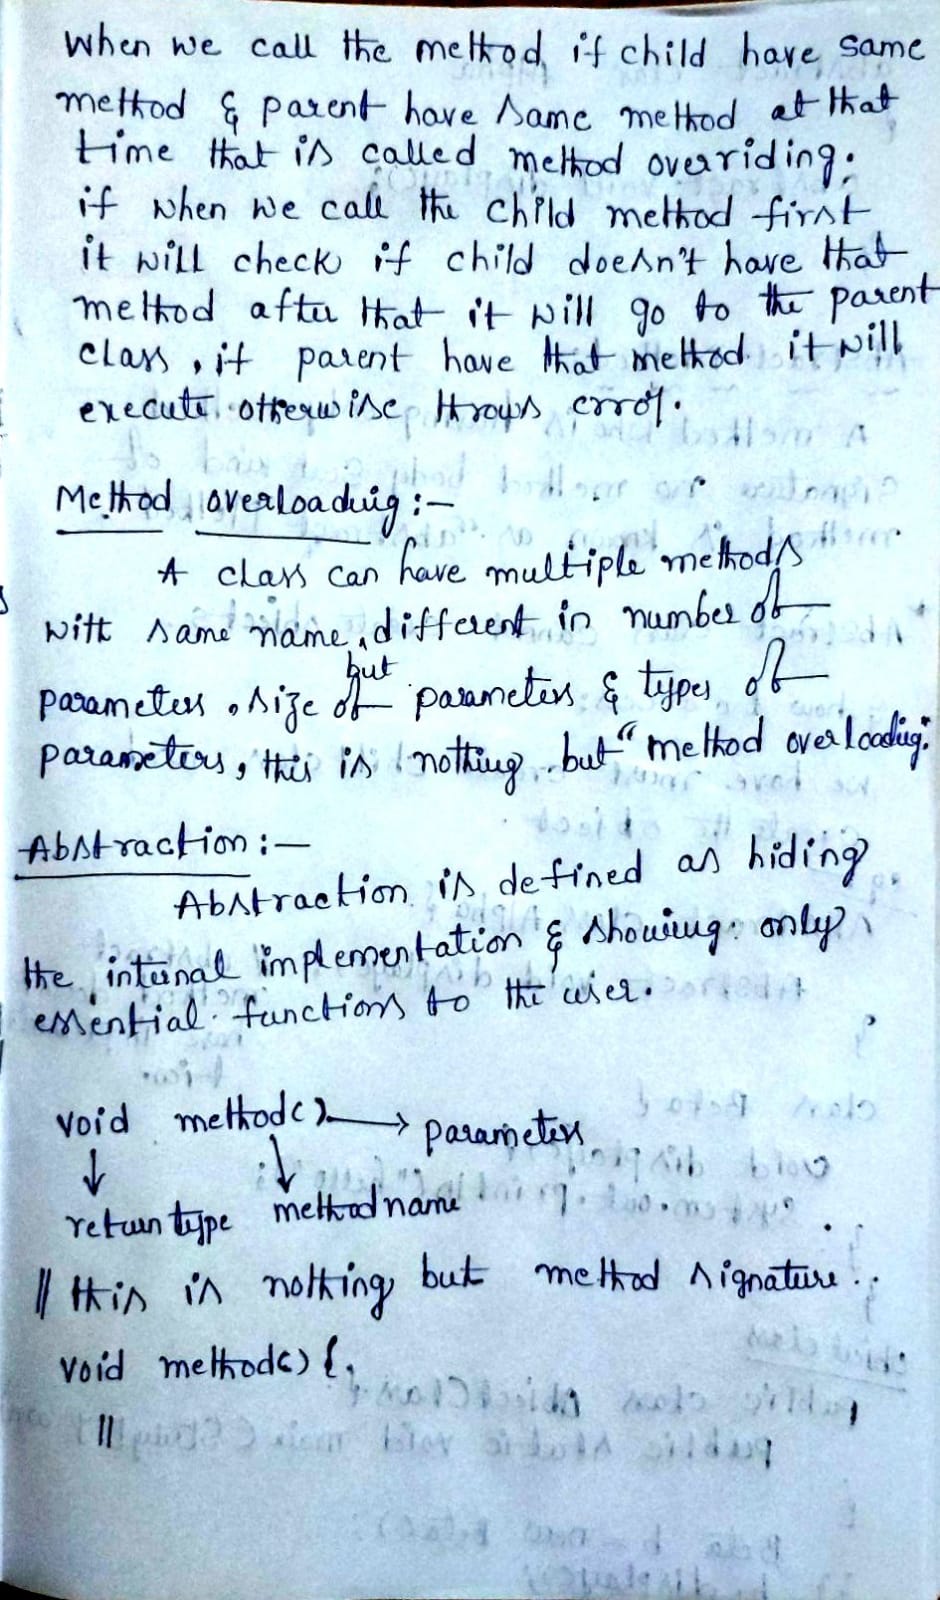 When we call the method, if child have same
method & parent have same method at that
time that is called method overriding.
if when we call the child method first
it will check if child doesn't have that
method after that it will go to the parent
class, if parent have that method it will
execute otherwise throws error.
Method overloading :-
A class can have multiple methods
with same name, but different in number of
parameters, size of parameters & types of
parameters, this is nothing but "method overloading".
Abstraction :-
Abstraction is defined as hiding
the internal implementation & showing only
essential functions to the user.
void method() → parameters
↓ ↓
return type method name
// this is nothing but method signature.
void method() {
//